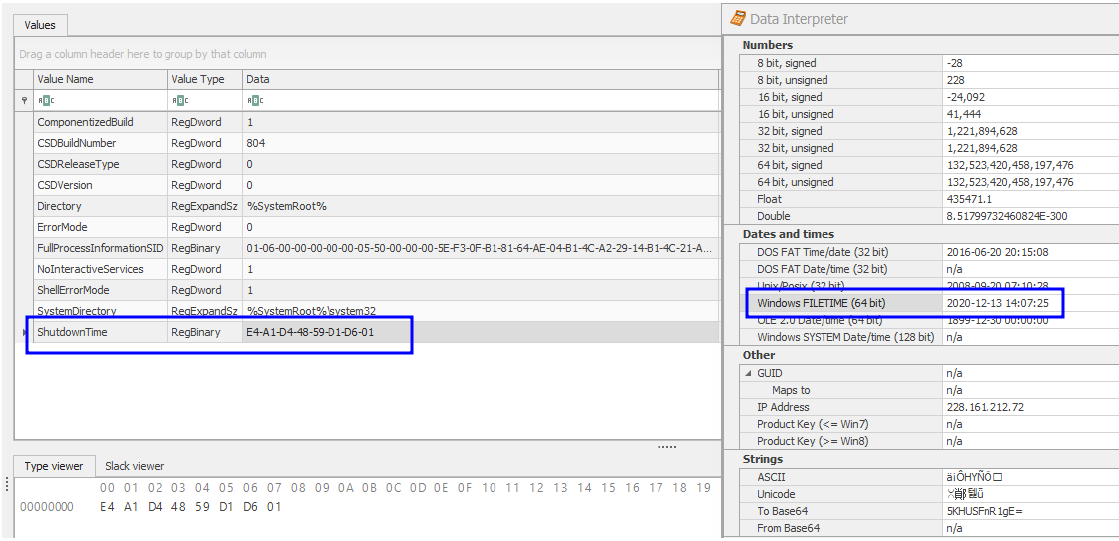 Values
Drag a column header here to group by that column
Value Name Value Type Data
ABC ABC ABC
ComponentizedBuild RegDword 1
CSDBuildNumber RegDword 804
CSDReleaseType RegDword 0
CSDVersion RegDword 0
Directory RegExpandSz %SystemRoot%
ErrorMode RegDword 0
FullProcessInformationSID RegBinary 01-06-00-00-00-00-00-05-50-00-00-00-5E-F3-0F-B1-81-64-AE-04-B1-4C-A2-29-14-B1-4C-21-A...
NoInteractiveServices RegDword 1
ShellErrorMode RegDword 1
SystemDirectory RegExpandSz %SystemRoot%\system32
ShutdownTime RegBinary E4-A1-D4-48-59-D1-D6-01
Type viewer Slack viewer
00 01 02 03 04 05 06 07 08 09 0A 0B 0C 0D 0E 0F 10 11 12 13 14 15 16 17 18 19
00000000 E4 A1 D4 48 59 D1 D6 01
Data Interpreter
Numbers
8 bit, signed -28
8 bit, unsigned 228
16 bit, signed -24,092
16 bit, unsigned 41,444
32 bit, signed 1,221,894,628
32 bit, unsigned 1,221,894,628
64 bit, signed 132,523,420,458,197,476
64 bit, unsigned 132,523,420,458,197,476
Float 435471.1
Double 8.51799732460824E-300
Dates and times
DOS FAT Time/date (32 bit) 2016-06-20 20:15:08
DOS FAT Date/time (32 bit) n/a
Unix/Posix (32 bit) 2008-09-20 07:10:28
Windows FILETIME (64 bit) 2020-12-13 14:07:25
OLE 2.0 Date/time (64 bit) 1899-12-30 00:00:00
Windows SYSTEM Date/time (128 bit) n/a
Other
GUID n/a
Maps to n/a
IP Address 228.161.212.72
Product Key (<= Win7) n/a
Product Key (>= Win8) n/a
Strings
ASCII ä¡ÔHYÑÖ
Unicode
To Base64 5KHUSFnR1gE=
From Base64 n/a